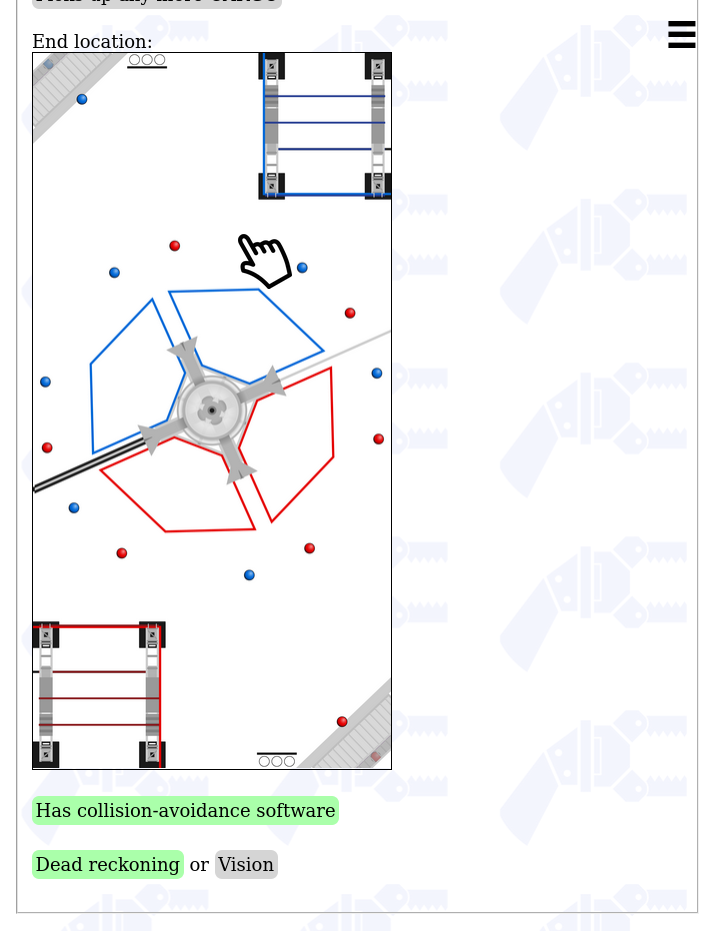 End location:
Has collision-avoidance software
Dead reckoning or Vision